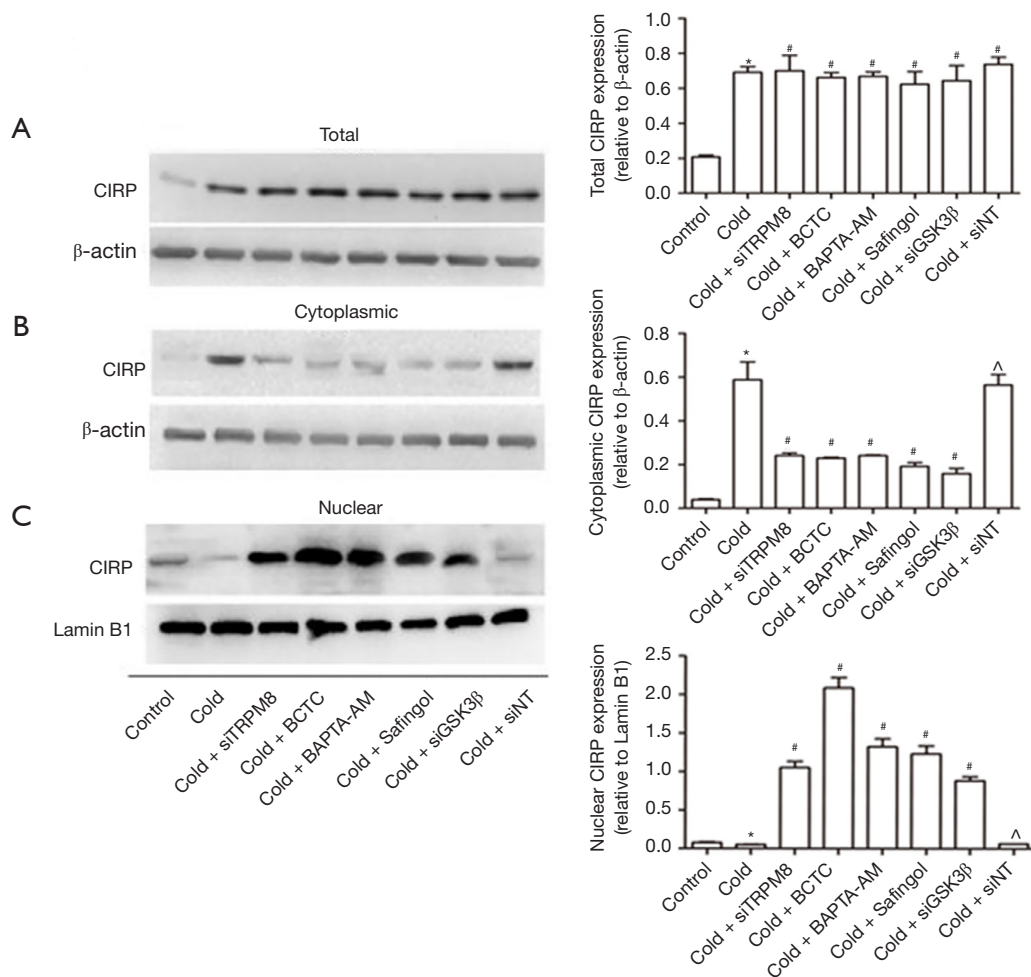 A
Total
CIRP
β-actin
B
Cytoplasmic
CIRP
β-actin
C
Nuclear
CIRP
Lamin B1
Control
Cold
Cold + siTRPM8
Cold + BCTC
Cold + BAPTA-AM
Cold + Safingol
Cold + siGSK3β
Cold + siNT
Total CIRP expression
(relative to β-actin)
1.0
0.8
0.6
0.4
0.2
0.0
*
#
#
#
#
#
#
Control
Cold
Cold + siTRPM8
Cold + BCTC
Cold + BAPTA-AM
Cold + Safingol
Cold + siGSK3β
Cold + siNT
Cytoplasmic CIRP expression
(relative to β-actin)
0.8
0.6
0.4
0.2
0.0
*
#
#
#
#
#
^
Control
Cold
Cold + siTRPM8
Cold + BCTC
Cold + BAPTA-AM
Cold + Safingol
Cold + siGSK3β
Cold + siNT
Nuclear CIRP expression
(relative to Lamin B1)
2.5
2.0
1.5
1.0
0.5
0.0
*
#
#
#
#
#
^
Control
Cold
Cold + siTRPM8
Cold + BCTC
Cold + BAPTA-AM
Cold + Safingol
Cold + siGSK3β
Cold + siNT